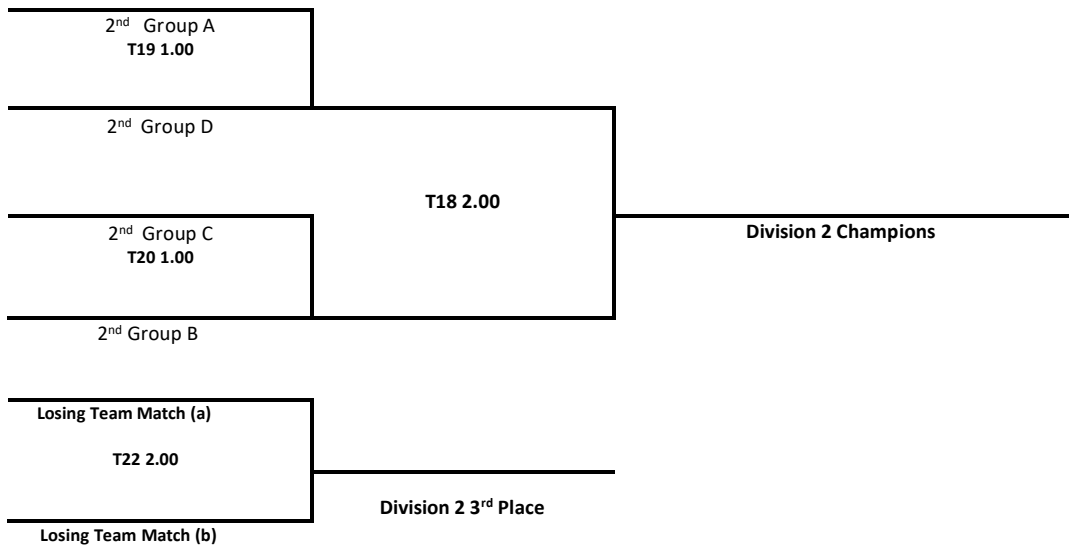 2nd Group A
T19 1.00
2nd Group D
T18 2.00
2nd Group C
Division 2 Champions
T20 1.00
2nd Group B
Losing Team Match (a)
T22 2.00
Division 2 3rd Place
Losing Team Match (b)